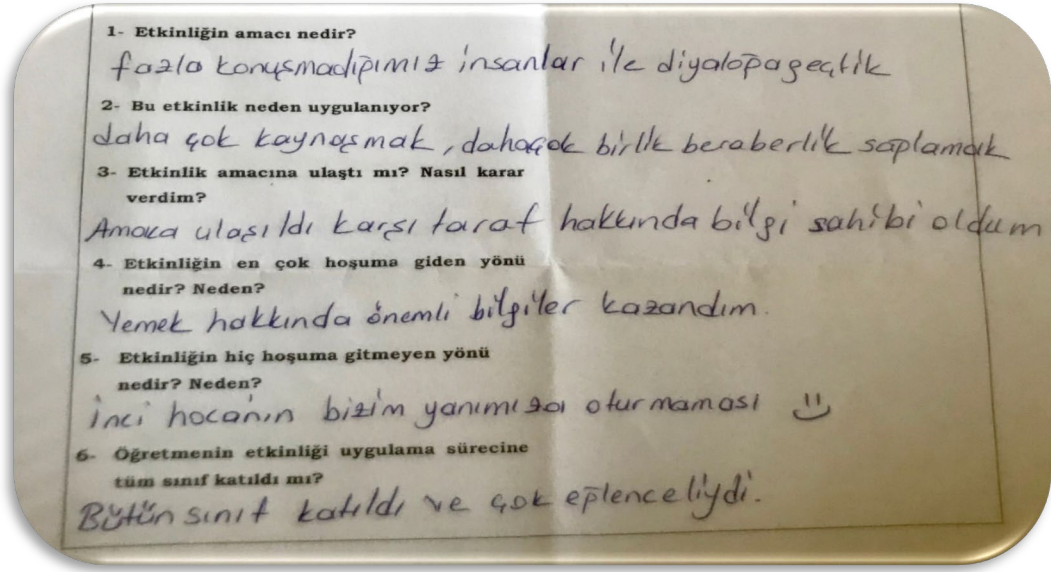 1- Etkinliğin amacı nedir?
fazla konuşmadığımız insanlar ile diyaloğa geçtik
2- Bu etkinlik neden uygulanıyor?
daha çok kaynaşmak, daha çok birlik beraberlik sağlamak
3- Etkinlik amacına ulaştı mı? Nasıl karar
verdim?
Amaca ulaşıldı karşı taraf hakkında bilgi sahibi oldum
4- Etkinliğin en çok hoşuma giden yönü
nedir? Neden?
Yemek hakkında önemli bilgiler kazandım.
5- Etkinliğin hiç hoşuma gitmeyen yönü
nedir? Neden?
İnci hocanın bizim yanımıza oturmaması
6- Öğretmenin etkinliği uygulama sürecine
tüm sınıf katıldı mı?
Bütün sınıf katıldı ve çok eğlenceliydi.